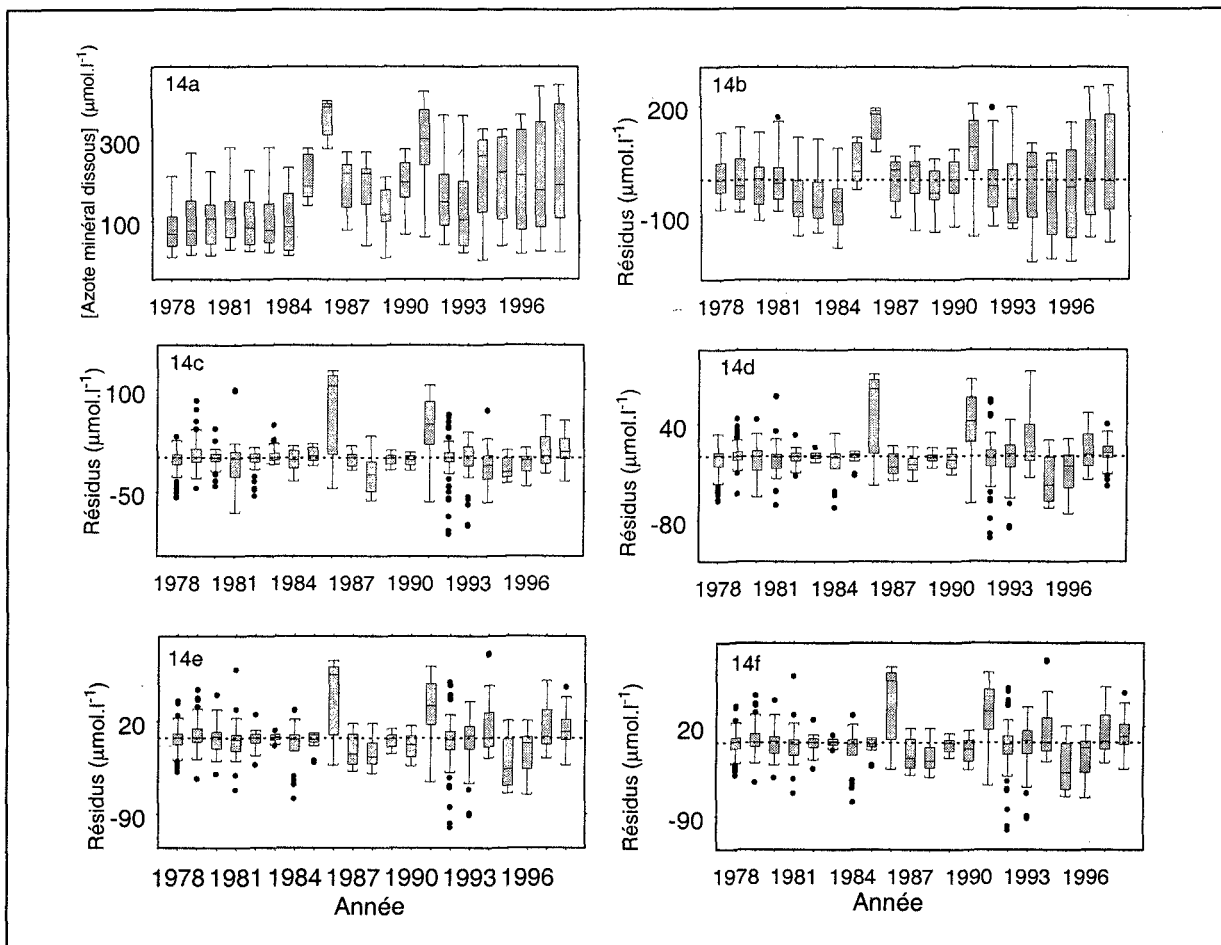 14a
[Azote minéral dissous] (µmol.l⁻¹)
300
100
1978 1981 1984 1987 1990 1993 1996
14b
Résidus (µmol.l⁻¹)
200
-100
1978 1981 1984 1987 1990 1993 1996
14c
Résidus (µmol.l⁻¹)
100
-50
1978 1981 1984 1987 1990 1993 1996
14d
Résidus (µmol.l⁻¹)
40
-80
1978 1981 1984 1987 1990 1993 1996
14e
Résidus (µmol.l⁻¹)
20
-90
1978 1981 1984 1987 1990 1993 1996
Année
14f
Résidus (µmol.l⁻¹)
20
-90
1978 1981 1984 1987 1990 1993 1996
Année